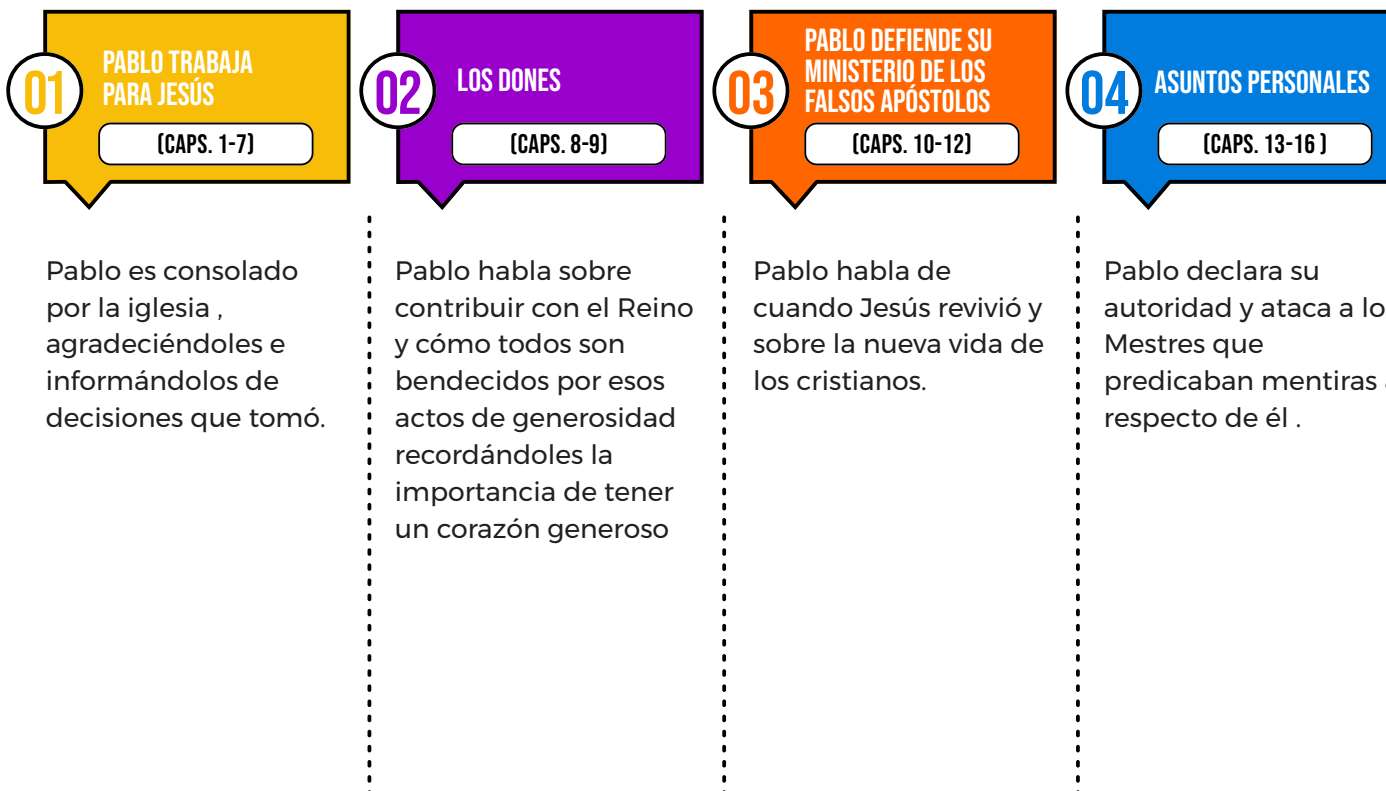 01
PABLO TRABAJA
PARA JESÚS
(CAPS. 1-7)
Pablo es consolado
por la iglesia ,
agradeciéndoles e
informándolos de
decisiones que tomó.
02
LOS DONES
(CAPS. 8-9)
Pablo habla sobre
contribuir con el Reino
y cómo todos son
bendecidos por esos
actos de generosidad
recordándoles la
importancia de tener
un corazón generoso
03
PABLO DEFIENDE SU
MINISTERIO DE LOS
FALSOS APÓSTOLOS
(CAPS. 10-12)
Pablo habla de
cuando Jesús revivió y
sobre la nueva vida de
los cristianos.
04
ASUNTOS PERSONALES
(CAPS. 13-16 )
Pablo declara su
autoridad y ataca a lo
Mestres que
predicaban mentiras
respecto de él .